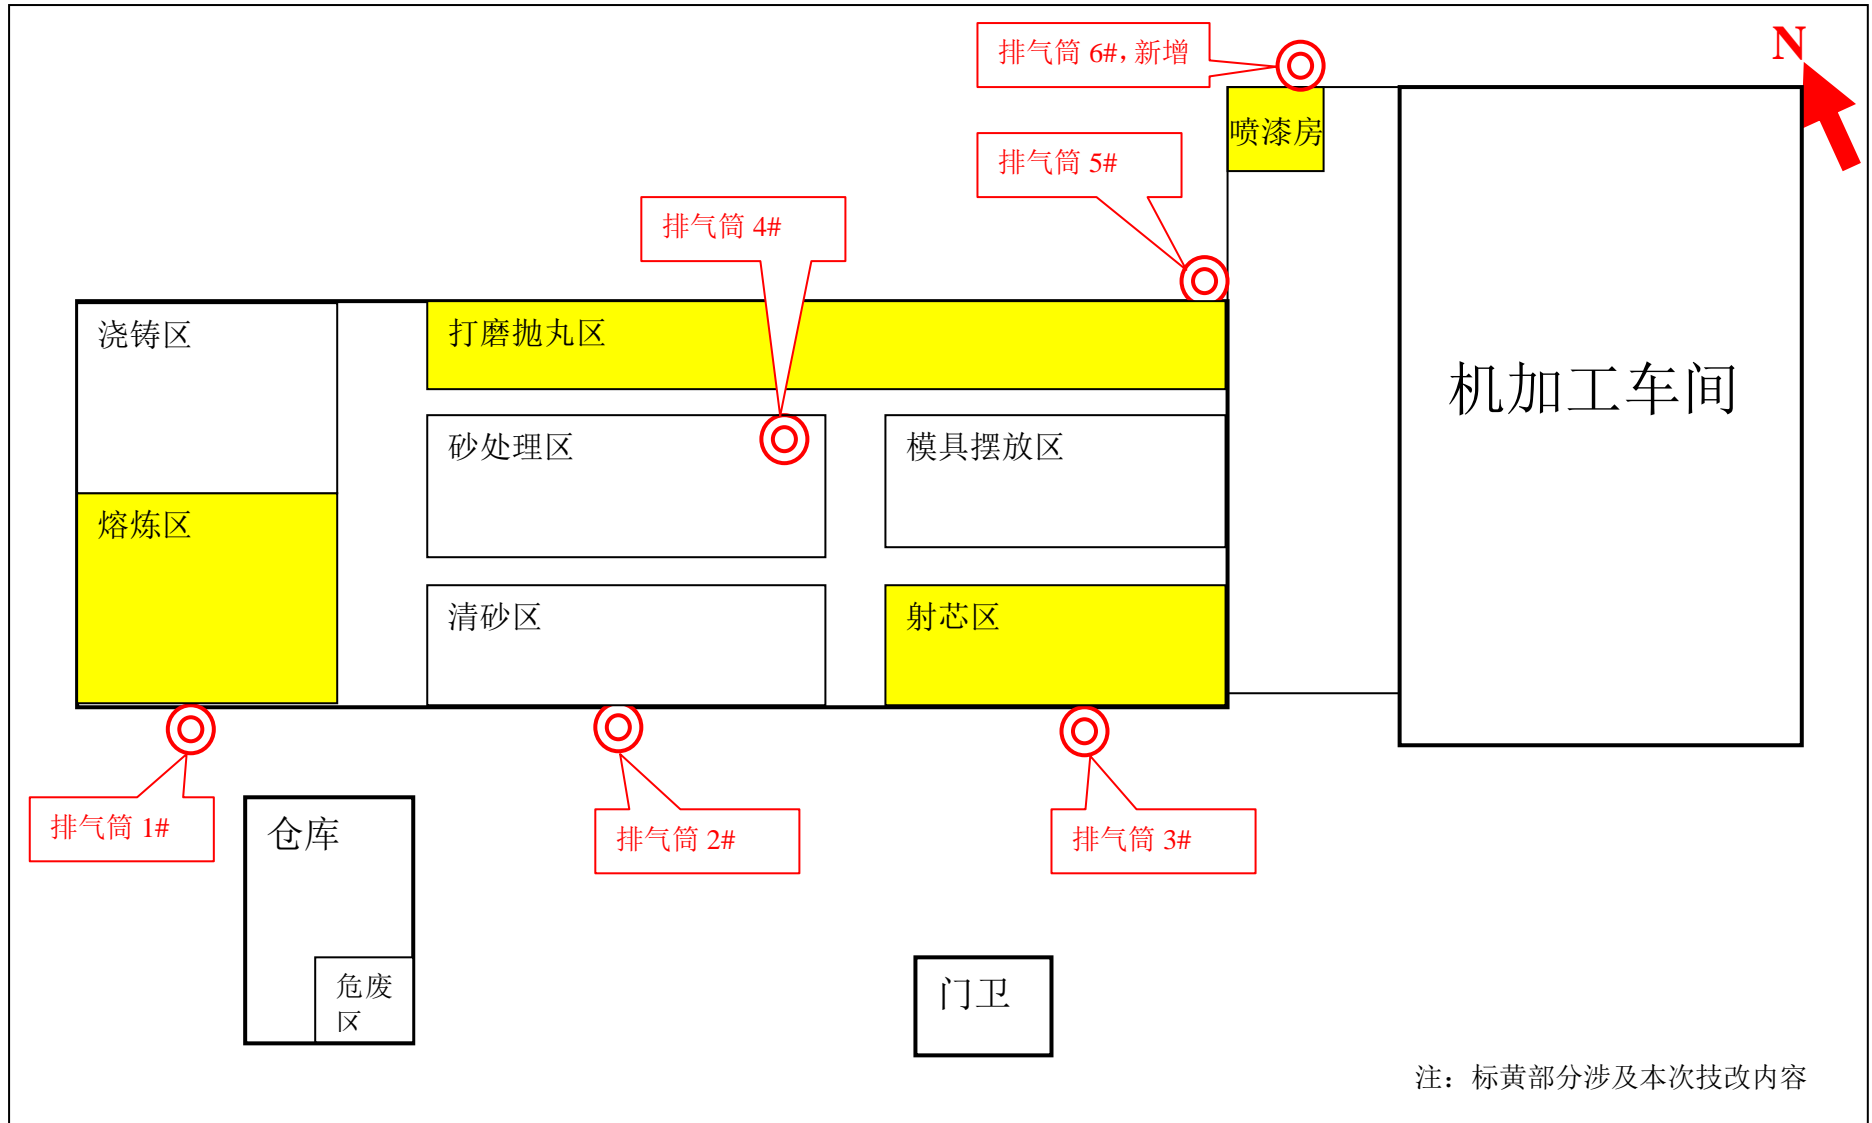 排气筒 6#，新增
N
喷漆房
排气筒 5#
排气筒 4#
浇铸区
打磨抛丸区
机加工车间
砂处理区
模具摆放区
熔炼区
清砂区
射芯区
排气筒 1#
仓库
排气筒 2#
排气筒 3#
危废
区
门卫
注：标黄部分涉及本次技改内容